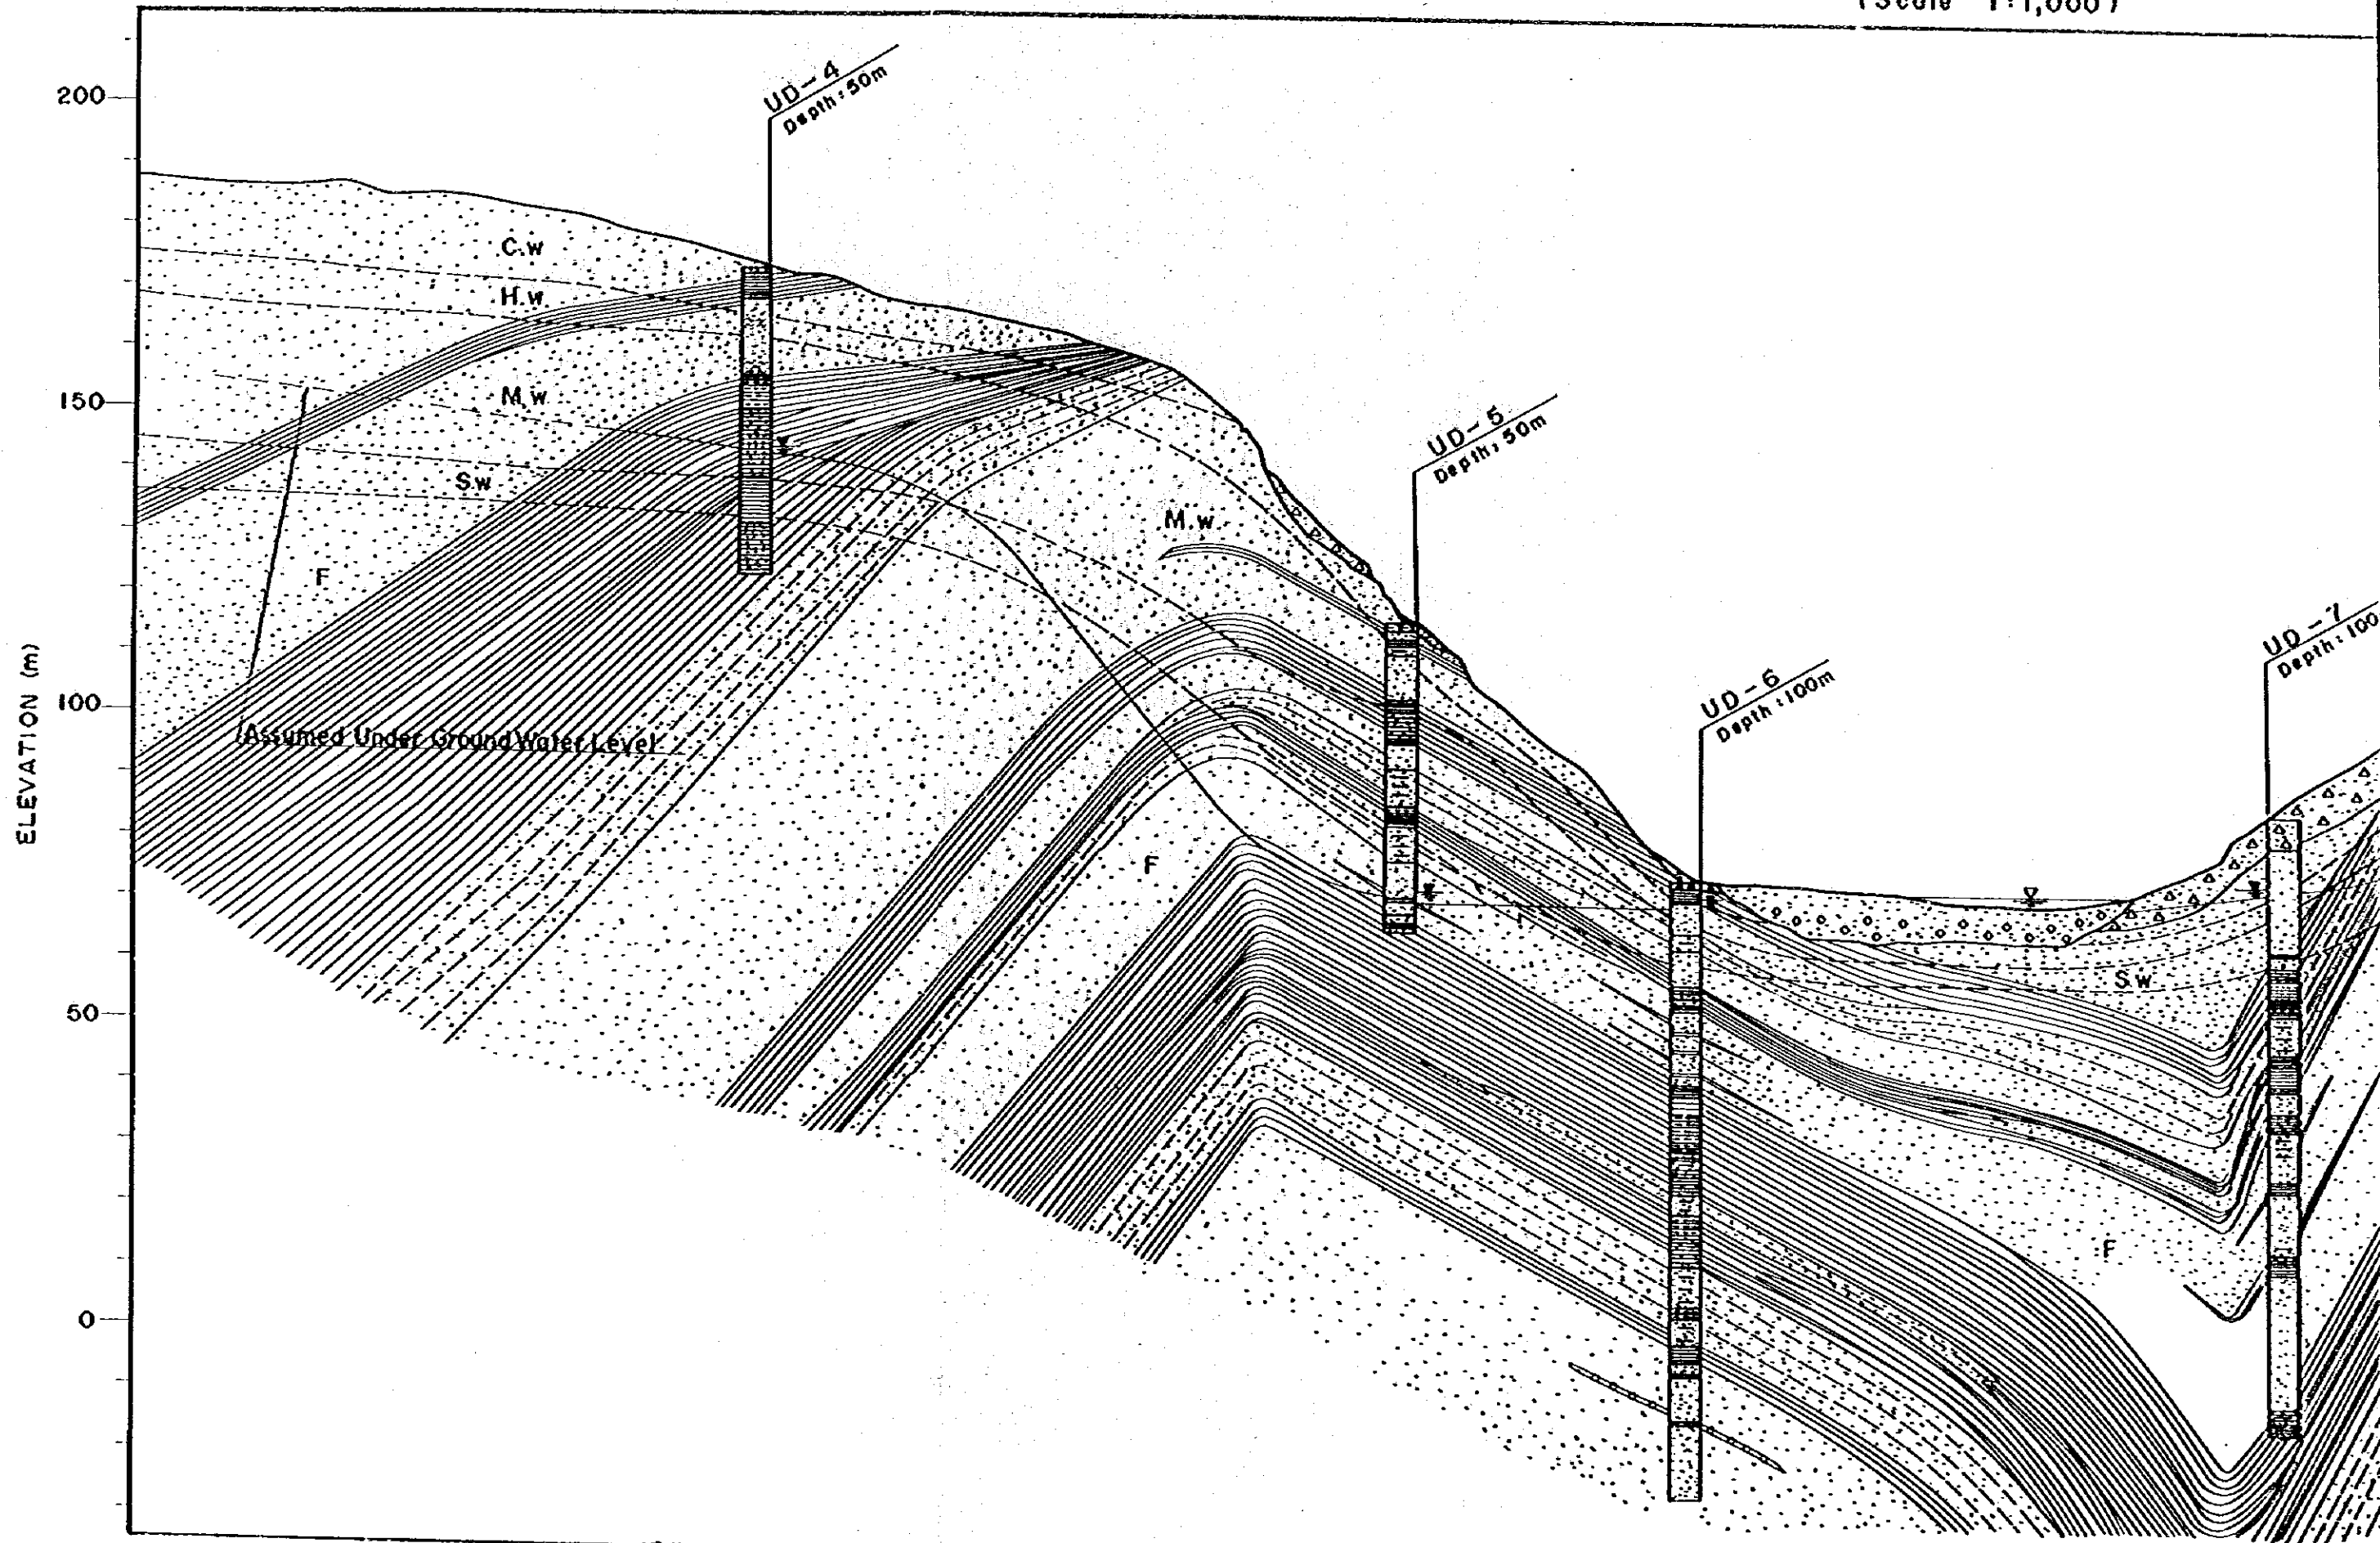 (Scale 1:1,000)
UD-4
Depth: 50m
200
C.w
H.w
M.w
150
UD-5
Depth: 50m
S.w
M.w
F
UD-6
Depth: 100m
UD-7
Depth: 100
ELEVATION (m)
100
Assumed Under Ground Water Level
F
S.w
50
F
0